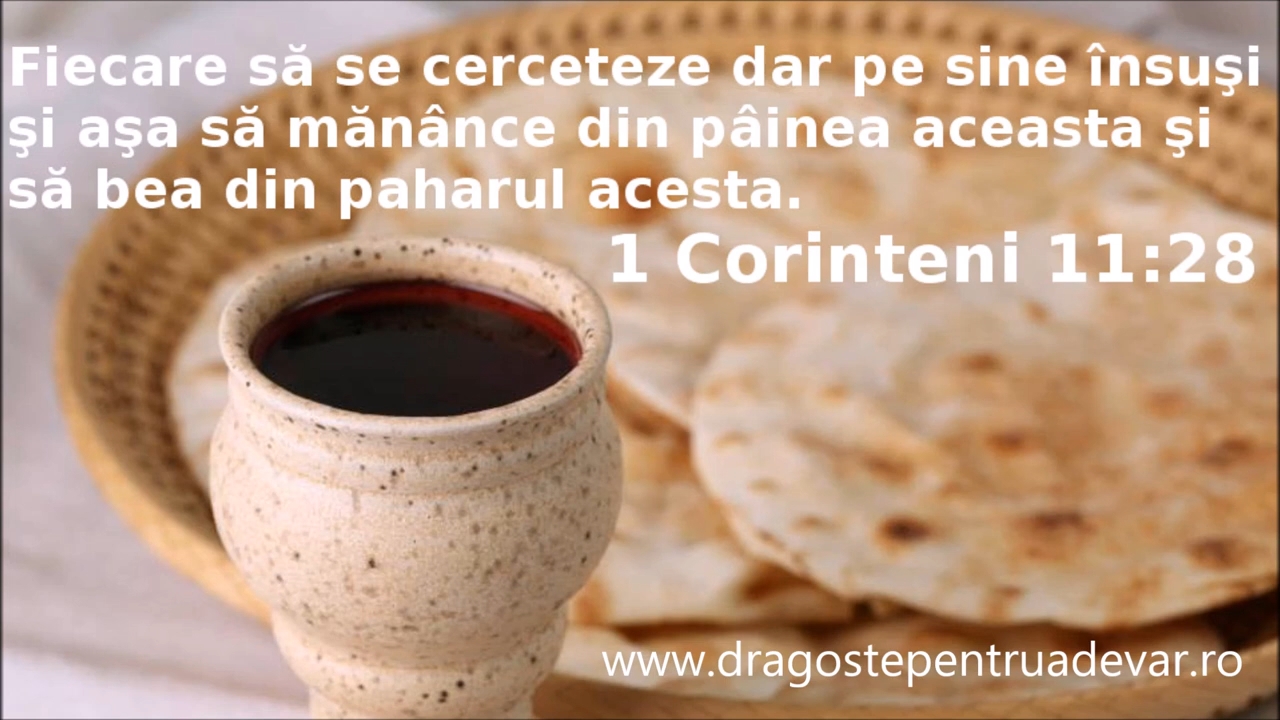 Fiecare să se cerceteze dar pe sine însuşi
şi aşa să mănânce din pâinea aceasta şi
să bea din paharul acesta.
1 Corinteni 11:28
www.dragostepentruadevar.ro